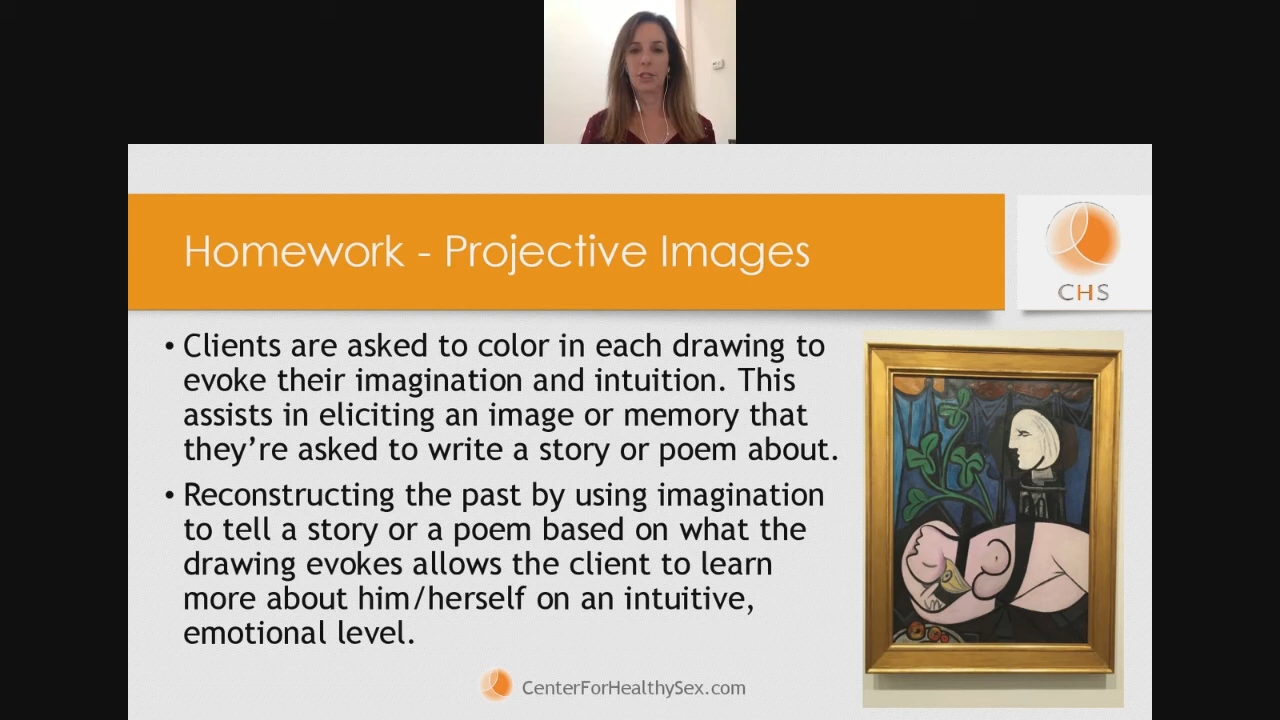 Homework - Projective Images
CHS
• Clients are asked to color in each drawing to
evoke their imagination and intuition. This
assists in eliciting an image or memory that
they’re asked to write a story or poem about.
• Reconstructing the past by using imagination
to tell a story or a poem based on what the
drawing evokes allows the client to learn
more about him/herself on an intuitive,
emotional level.
CenterForHealthySex.com